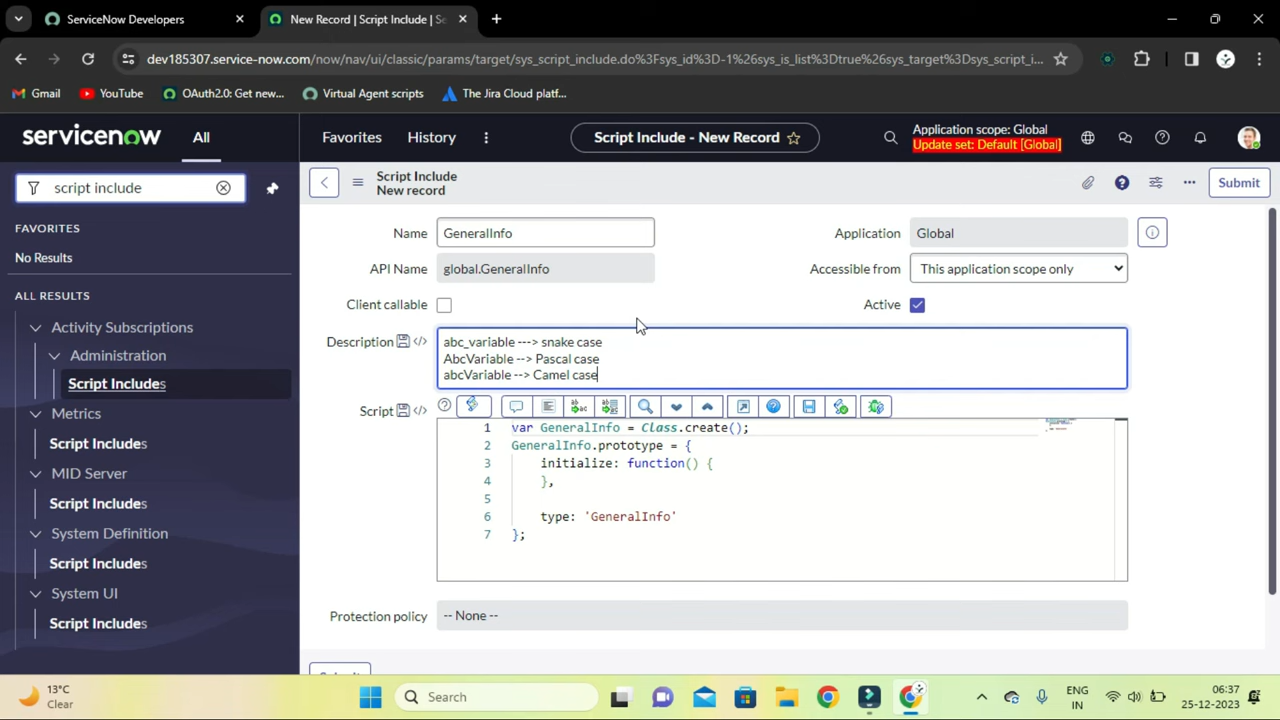 ServiceNow Developers
New Record | Script Include | Se
dev185307.service-now.com/now/nav/ui/classic/params/target/sys_script_include.do%3Fsys_id%3D-1%26sys_is_list%3Dtrue%26sys_target%3Dsys_script_i...
Gmail
YouTube
OAuth2.0: Get new...
Virtual Agent scripts
The Jira Cloud platf...
servicenow
All
Favorites
History
Script Include - New Record
Application scope: Global
Update set: Default [Global]
script include
Script Include
New record
Submit
FAVORITES
No Results
ALL RESULTS
Activity Subscriptions
Administration
Script Includes
Metrics
Script Includes
MID Server
Script Includes
System Definition
Script Includes
System UI
Script Includes
Name
GeneralInfo
Application
Global
API Name
global.GeneralInfo
Accessible from
This application scope only
Client callable
Active
Description
abc_variable ---> snake case
AbcVariable --> Pascal case
abcVariable --> Camel case
Script
1 var GeneralInfo = Class.create();
2 GeneralInfo.prototype = {
3 initialize: function() {
4 },
5
6 type: 'GeneralInfo'
7 };
Protection policy
-- None --
13°C
Clear
Search
ENG
IN
06:37
25-12-2023